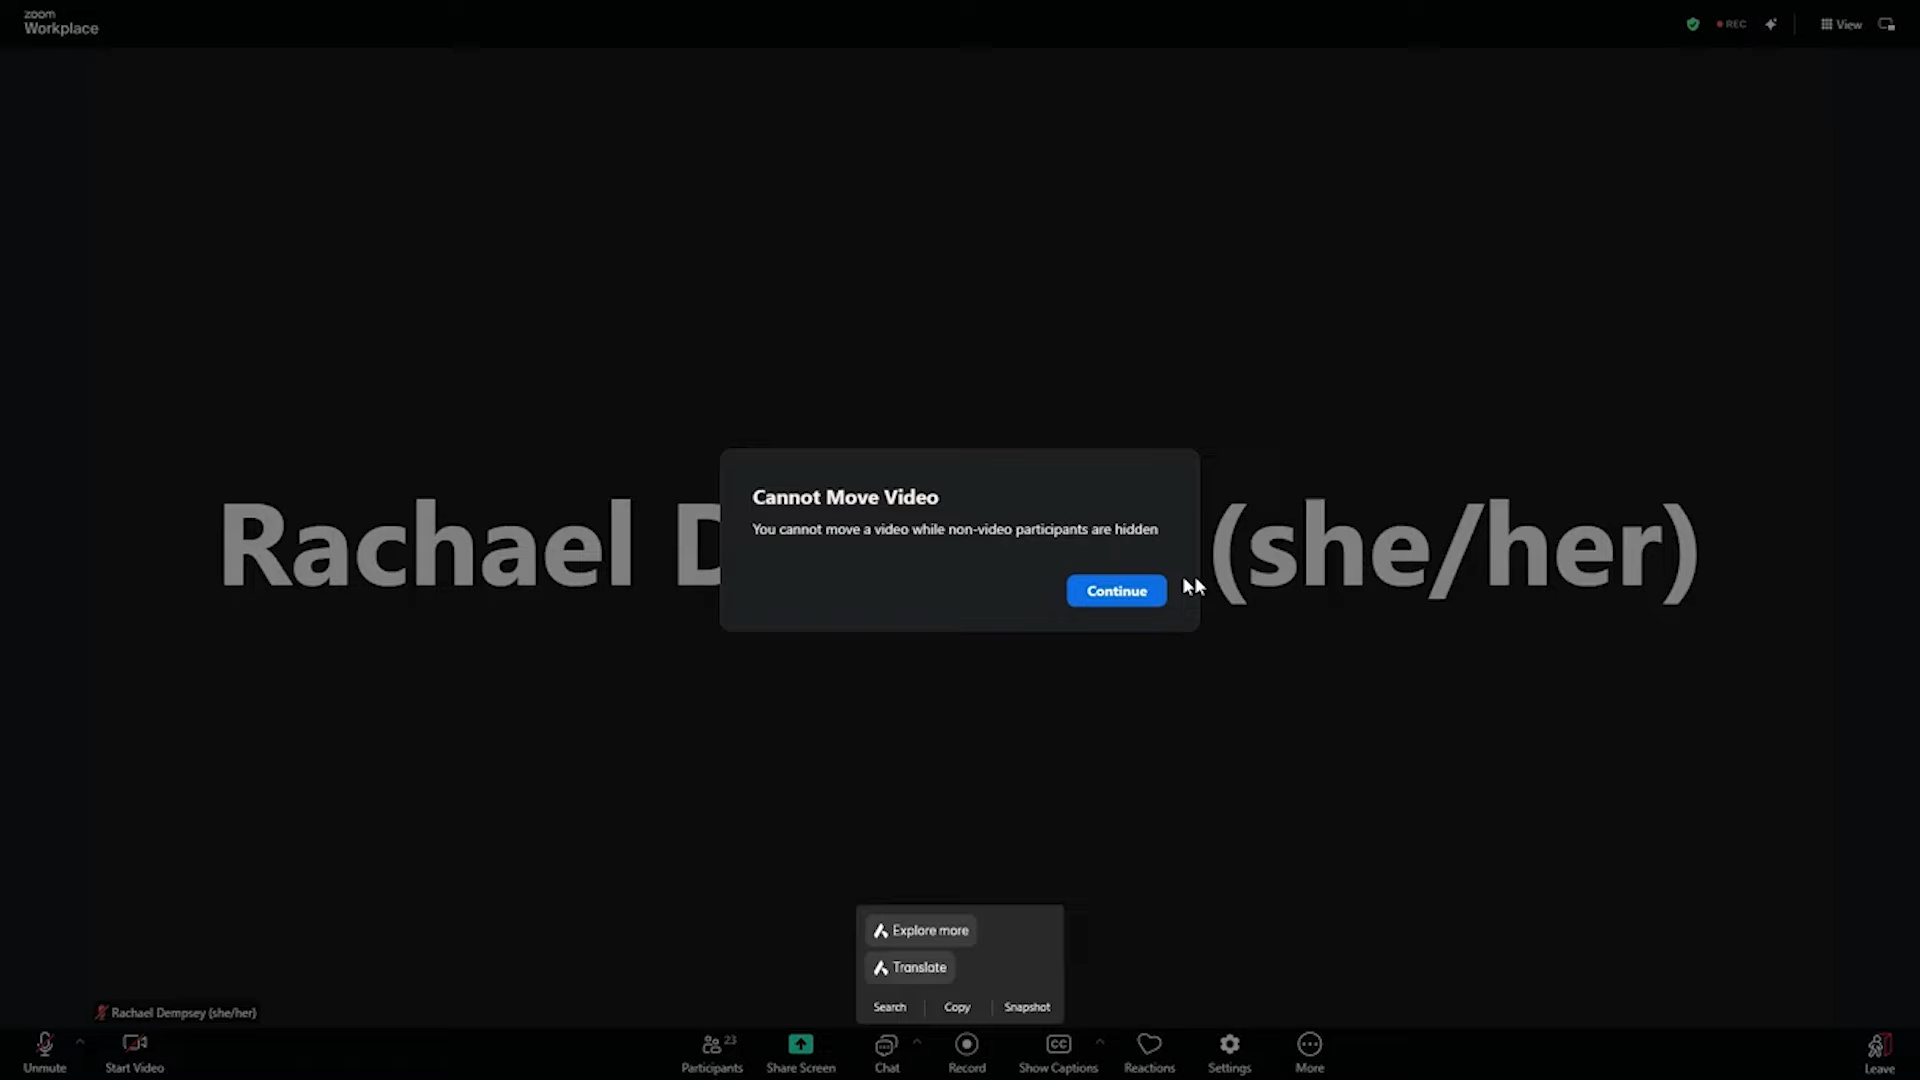 zoom
Workplace
REC
View
Rachael D
(she/her)
Cannot Move Video
You cannot move a video while non-video participants are hidden
Continue
Explore more
Translate
Search
Copy
Snapshot
Rachael Dempsey (she/her)
Unmute
Start Video
23
Participants
Share Screen
Chat
Record
CC
Show Captions
Reactions
Settings
More
Leave